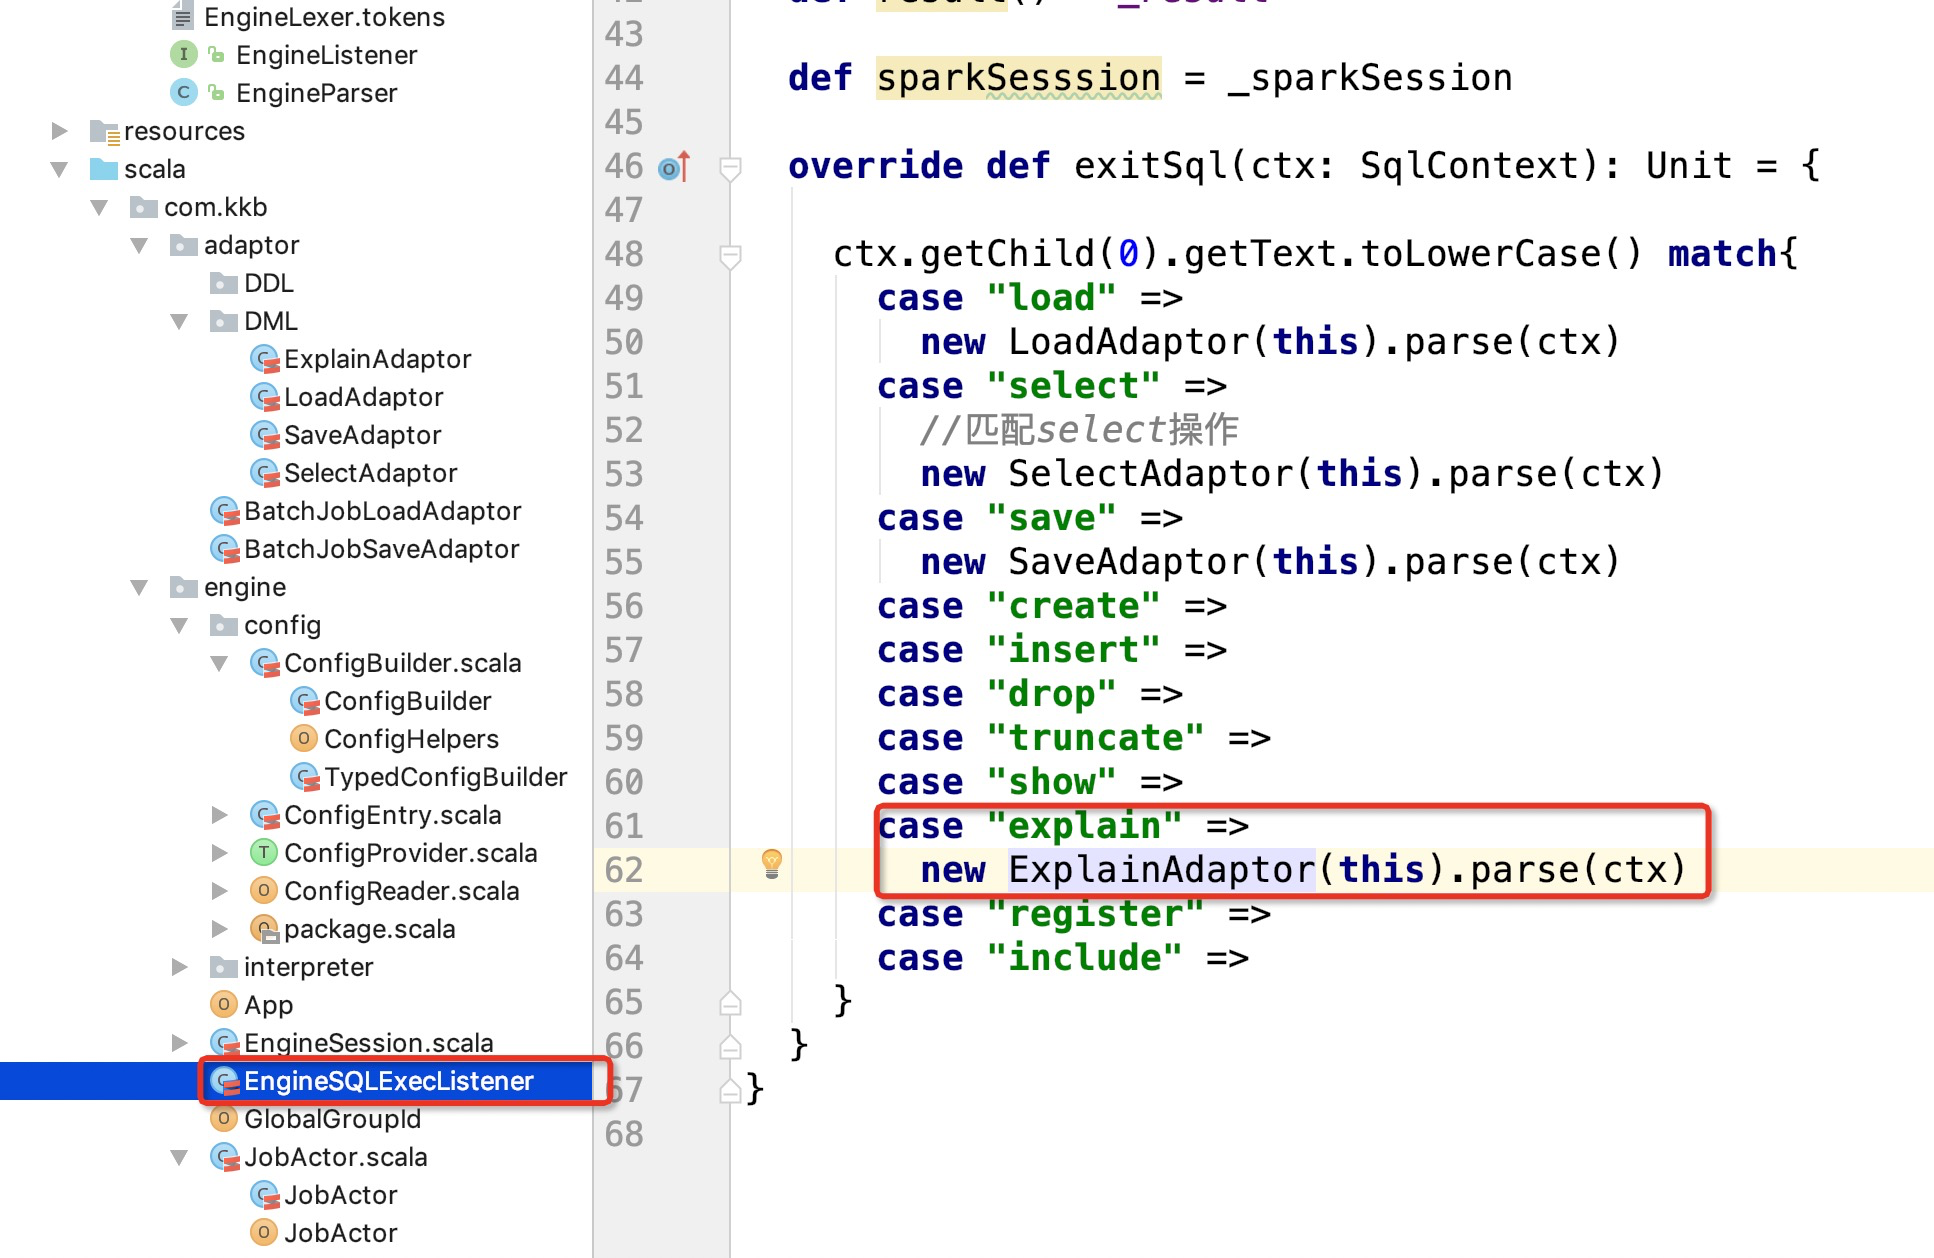 EngineLexer.tokens
EngineListener
EngineParser
resources
scala
com.kkb
adaptor
DDL
DML
ExplainAdaptor
LoadAdaptor
SaveAdaptor
SelectAdaptor
BatchJobLoadAdaptor
BatchJobSaveAdaptor
engine
config
ConfigBuilder.scala
ConfigBuilder
ConfigHelpers
TypedConfigBuilder
ConfigEntry.scala
ConfigProvider.scala
ConfigReader.scala
package.scala
interpreter
App
EngineSession.scala
EngineSQLExecListener
GlobalGroupId
JobActor.scala
JobActor
JobActor
43
44 def sparkSesssion = _sparkSession
45
46 override def exitSql(ctx: SqlContext): Unit = {
47
48 ctx.getChild(0).getText.toLowerCase() match{
49 case "load" =>
50 new LoadAdaptor(this).parse(ctx)
51 case "select" =>
52 //匹配select操作
53 new SelectAdaptor(this).parse(ctx)
54 case "save" =>
55 new SaveAdaptor(this).parse(ctx)
56 case "create" =>
57 case "insert" =>
58 case "drop" =>
59 case "truncate" =>
60 case "show" =>
61 case "explain" =>
62 new ExplainAdaptor(this).parse(ctx)
63 case "register" =>
64 case "include" =>
65 }
66 }
67 }
68